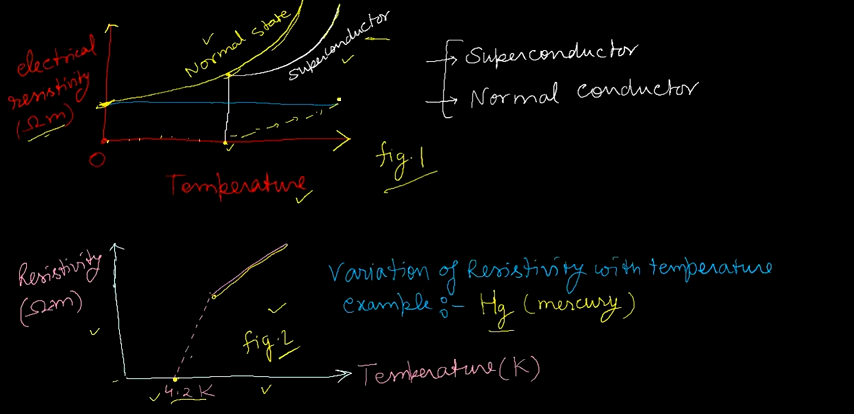 Normal state
Superconductor
electrical
resistivity
(Ωm)
0
Temperature
fig.1
Superconductor
Normal conductor
Resistivity
(Ωm)
fig.2
4.2 K
Temperature (K)
Variation of Resistivity with temperature
example :- Hg (mercury)